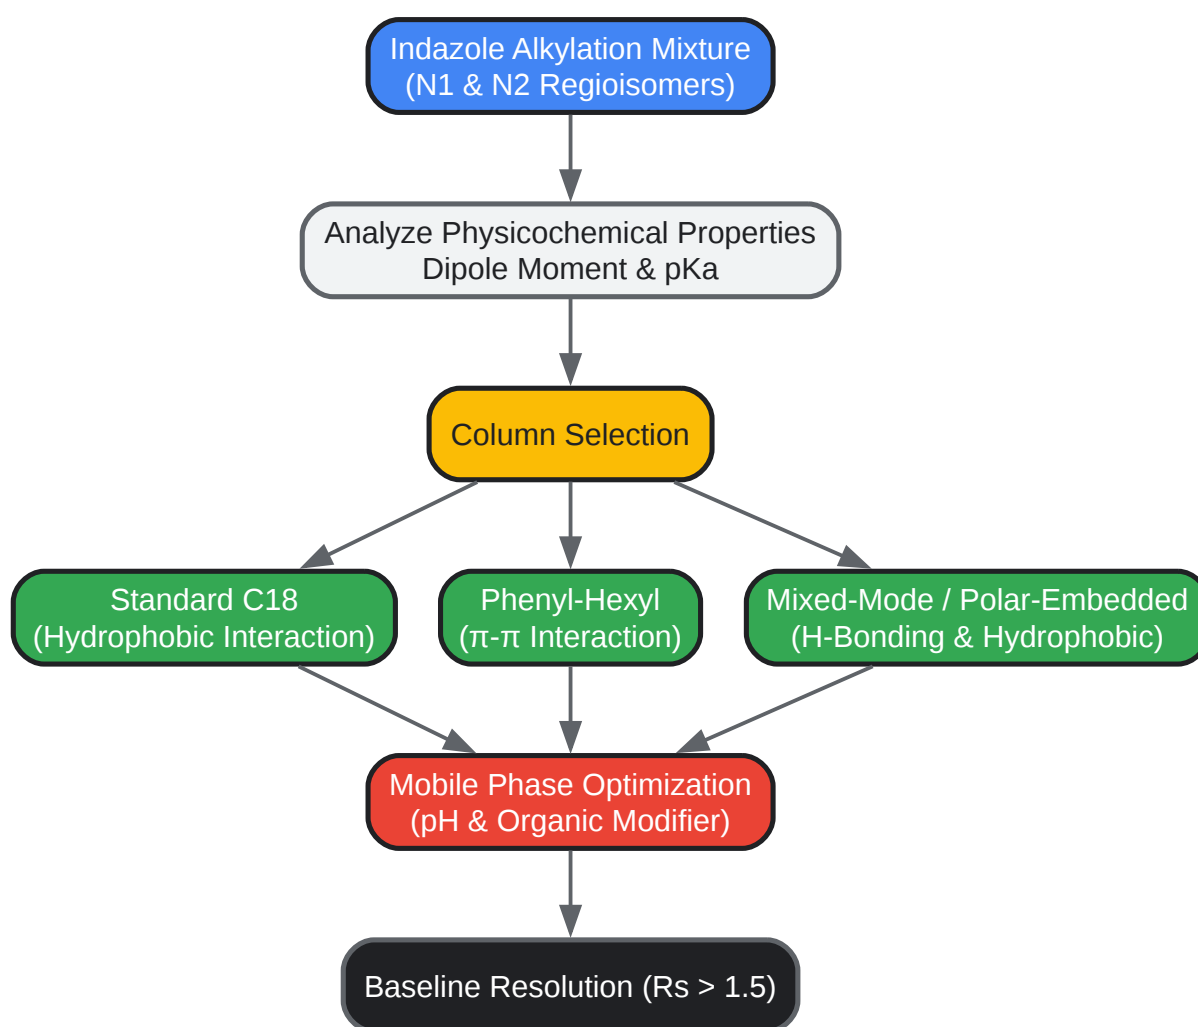 Indazole Alkylation Mixture
(N1 & N2 Regioisomers)
Analyze Physicochemical Properties
Dipole Moment & pKa
Column Selection
Standard C18
(Hydrophobic Interaction)
Phenyl-Hexyl
(π-π Interaction)
Mixed-Mode / Polar-Embedded
(H-Bonding & Hydrophobic)
Mobile Phase Optimization
(pH & Organic Modifier)
Baseline Resolution (Rs > 1.5)